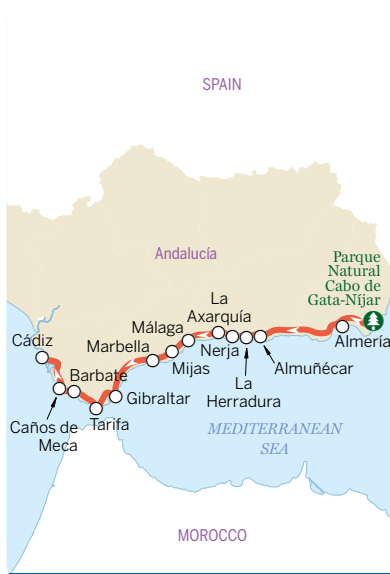 SPAIN
Andalucía
Parque
Natural
Cabo de
Gata-Níjar
La
Axarquía
Málaga
Cádiz
Marbella
Nerja
Almería
Mijas
Almuñécar
Barbate
La
Herradura
Gibraltar
Caños de
Meca
Tarifa
MEDITERRANEAN
SEA
MOROCCO